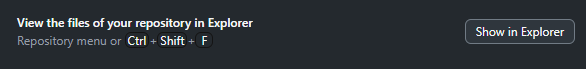 View the files of your repository in Explorer
Repository menu or Ctrl + Shift + F
Show in Explorer